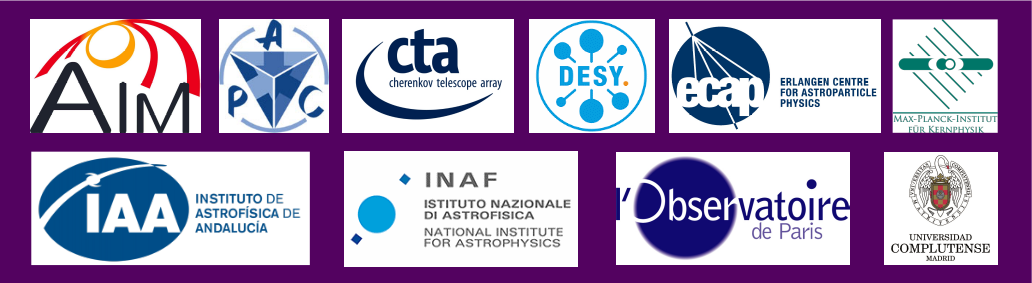 AIM
APC
cta
cherenkov telescope array
DESY.
ecap
ERLANGEN CENTRE
FOR ASTROPARTICLE
PHYSICS
MAX-PLANCK-INSTITUT
FÜR KERNPHYSIK
IAA
INSTITUTO DE
ASTROFÍSICA DE
ANDALUCÍA
INAF
ISTITUTO NAZIONALE
DI ASTROFISICA
NATIONAL INSTITUTE
FOR ASTROPHYSICS
l'Observatoire
de Paris
UNIVERSIDAD
COMPLUTENSE
MADRID